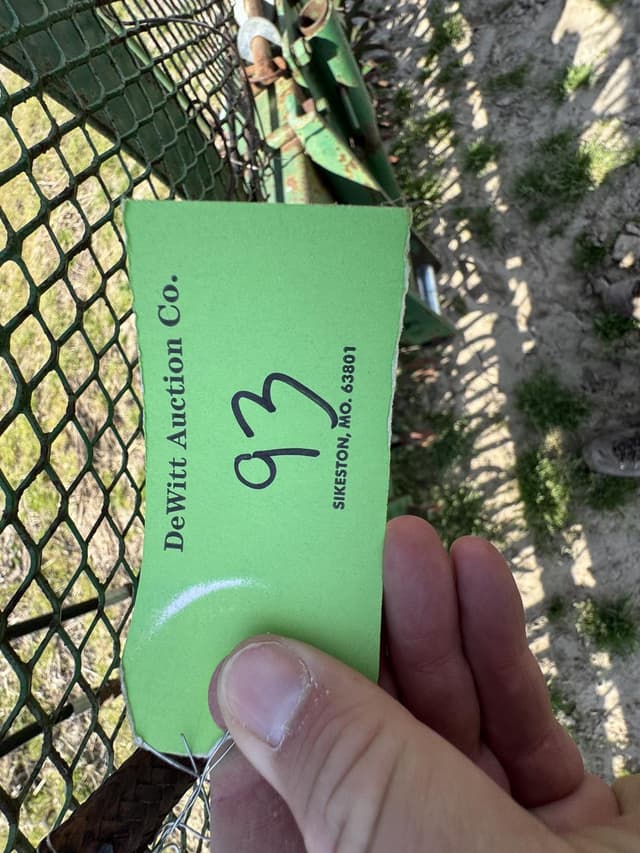 DeWitt Auction Co.
93
SIKESTON, MO. 63801